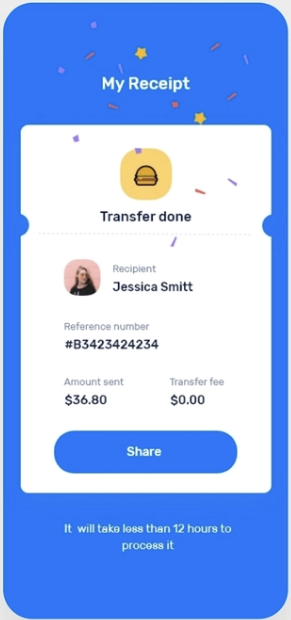 My Receipt
Transfer done
Recipient
Jessica Smitt
Reference number
#B3423424234
Amount sent Transfer fee
$36.80 $0.00
Share
It will take less than 12 hours to
process it